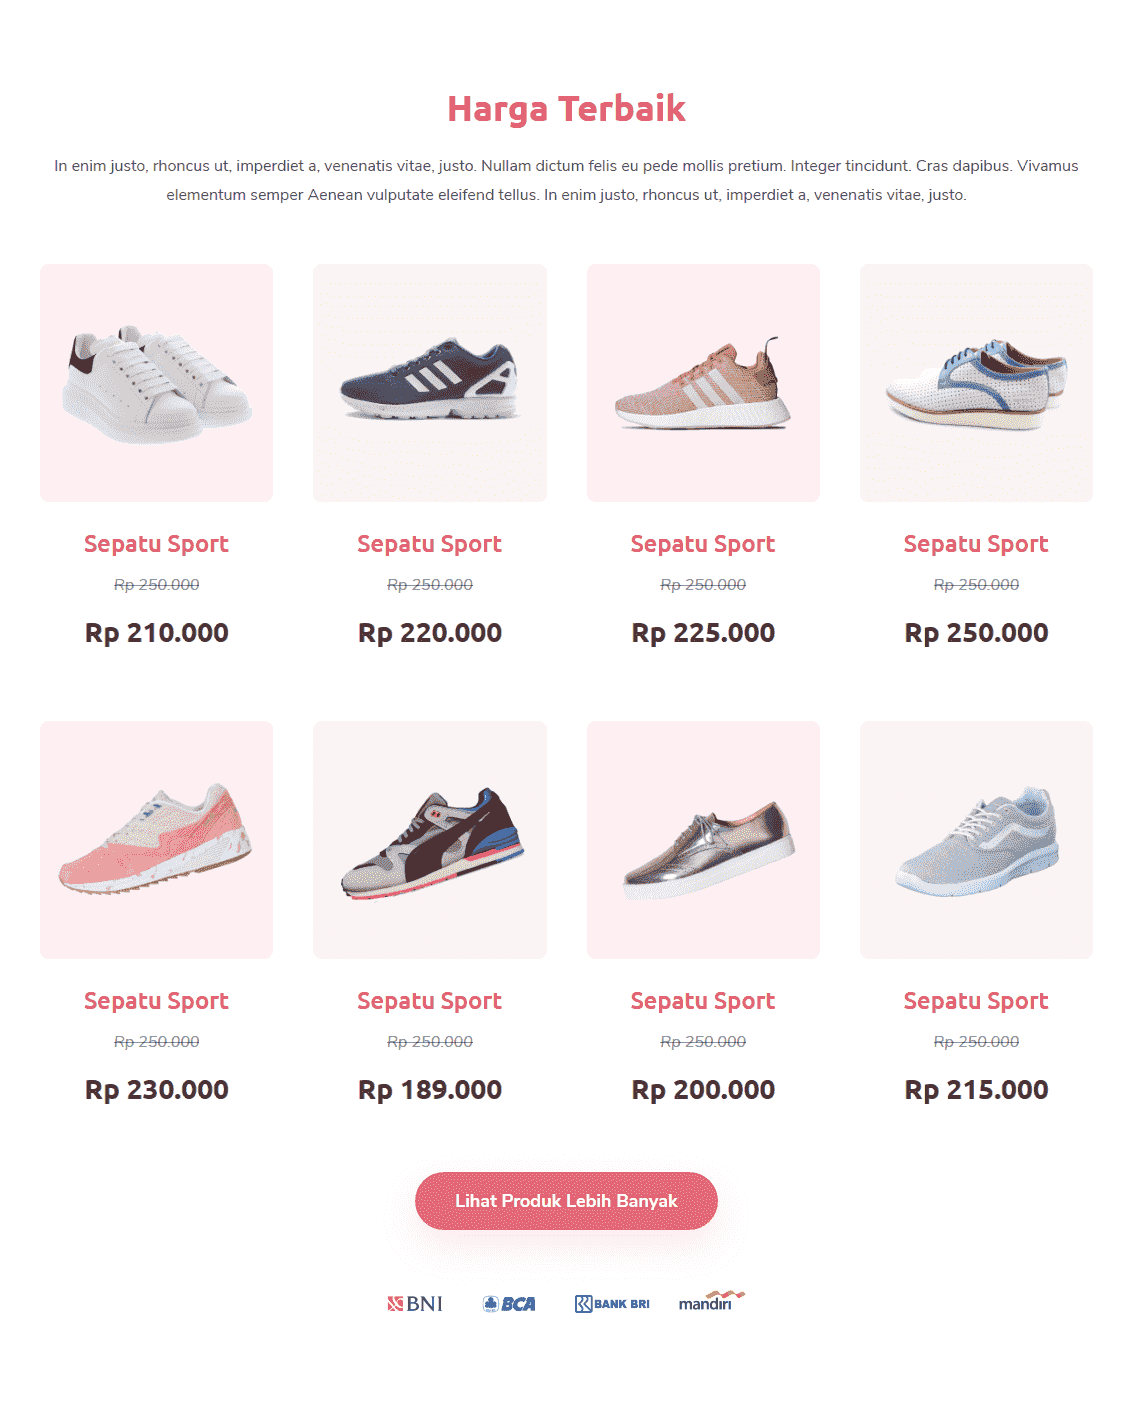 Harga Terbaik
In enim justo, rhoncus ut, imperdiet a, venenatis vitae, justo. Nullam dictum felis eu pede mollis pretium. Integer tincidunt. Cras dapibus. Vivamus
elementum semper Aenean vulputate eleifend tellus. In enim justo, rhoncus ut, imperdiet a, venenatis vitae, justo.
Sepatu Sport Sepatu Sport Sepatu Sport Sepatu Sport
Rp 250.000 Rp 250.000 Rp 250.000 Rp 250.000
Rp 210.000 Rp 220.000 Rp 225.000 Rp 250.000
Sepatu Sport Sepatu Sport Sepatu Sport Sepatu Sport
Rp 250.000 Rp 250.000 Rp 250.000 Rp 250.000
Rp 230.000 Rp 189.000 Rp 200.000 Rp 215.000
Lihat Produk Lebih Banyak
BNI BCA BANK BRI mandiri